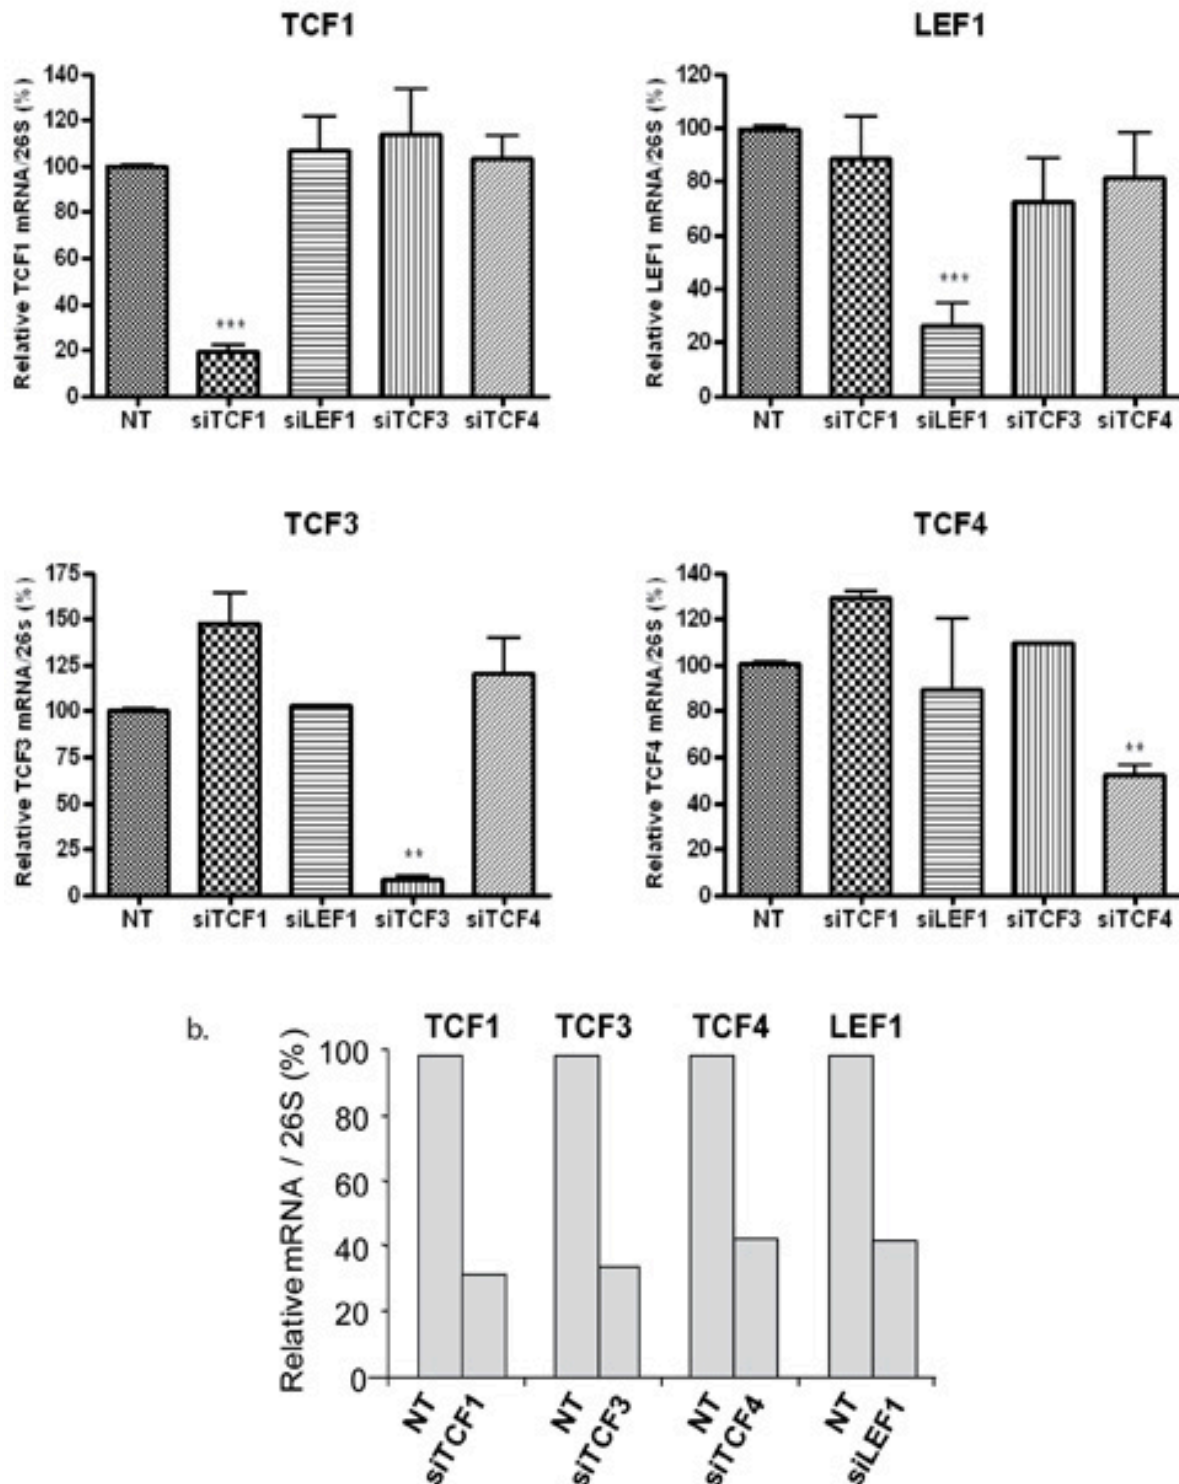 TCF1
Relative TCF1 mRNA/26S (%)
140
120
100
80
60
40
20
0
***
NT siTCF1 siLEF1 siTCF3 siTCF4
LEF1
Relative LEF1 mRNA/26S (%)
120
100
80
60
40
20
0
***
NT siTCF1 siLEF1 siTCF3 siTCF4
TCF3
Relative TCF3 mRNA/26s (%)
175
150
125
100
75
50
25
0
**
NT siTCF1 siLEF1 siTCF3 siTCF4
TCF4
Relative TCF4 mRNA/26S (%)
140
120
100
80
60
40
20
0
**
NT siTCF1 siLEF1 siTCF3 siTCF4
b.
TCF1 TCF3 TCF4 LEF1
Relative mRNA / 26S (%)
100
80
60
40
20
0
NT siTCF1 NT siTCF3 NT siTCF4 NT siLEF1